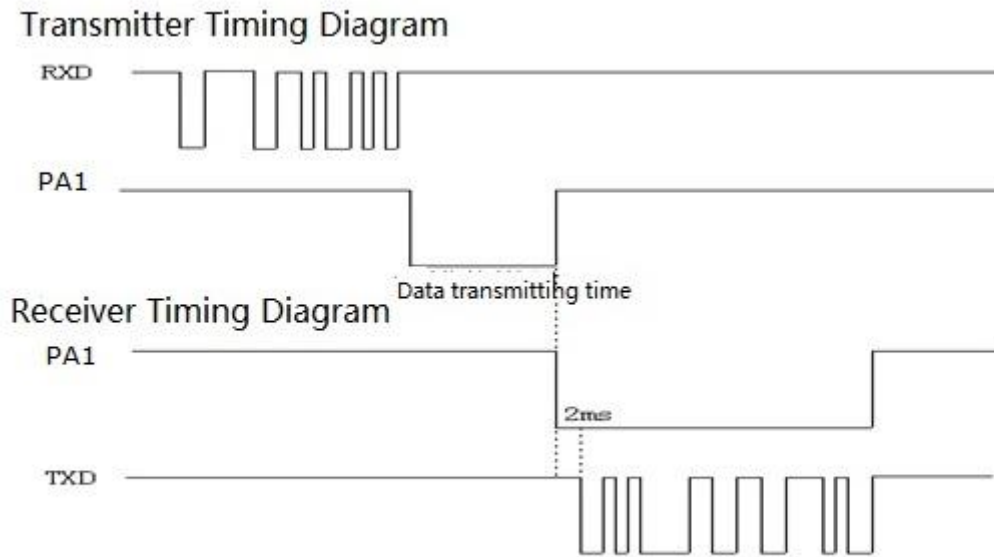 Transmitter Timing Diagram
RXD
PA1
Data transmitting time
Receiver Timing Diagram
PA1
2ms
TXD